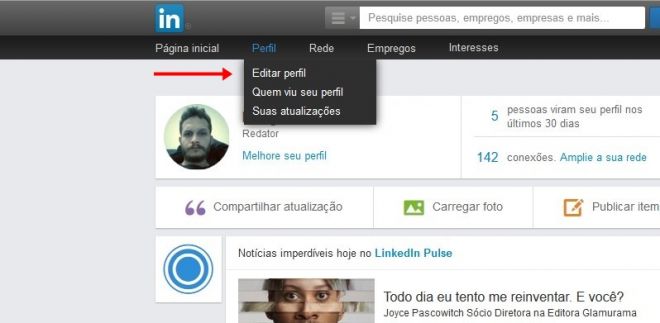 in
Pesquise pessoas, empregos, empresas e mais...
Página inicial Perfil Rede Empregos Interesses
Editar perfil
Quem viu seu perfil
Suas atualizações
Redator
Melhore seu perfil
5 pessoas viram seu perfil nos
últimos 30 dias
142 conexões. Amplie a sua rede
Compartilhar atualização Carregar foto Publicar item
Notícias imperdíveis hoje no LinkedIn Pulse
Todo dia eu tento me reinventar. E você?
Joyce Pascowitch Sócio Diretora na Editora Glamurama